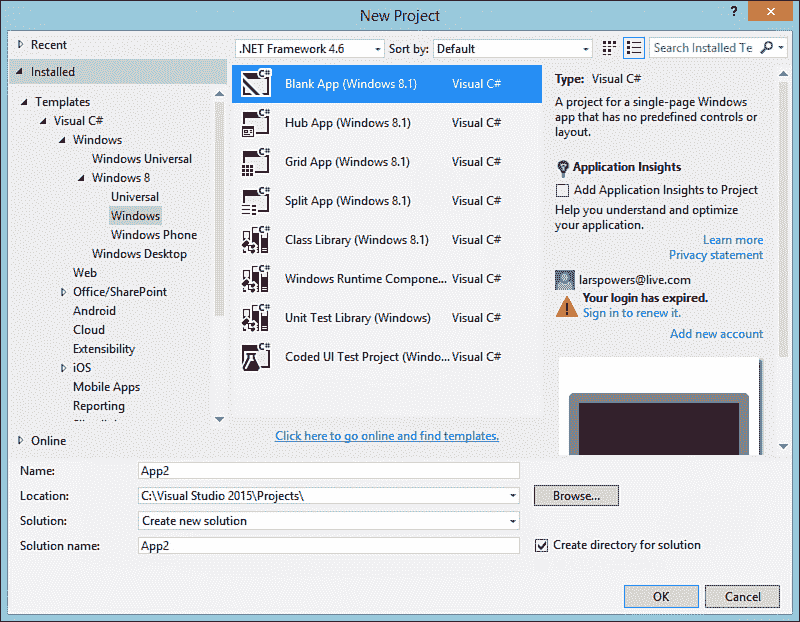 New Project
?
Recent
Installed
Templates
Visual C#
Windows
Windows Universal
Windows 8
Universal
Windows
Windows Phone
Windows Desktop
Web
Office/SharePoint
Android
Cloud
Extensibility
iOS
Mobile Apps
Reporting
Online
.NET Framework 4.6
Sort by: Default
Search Installed Te
Blank App (Windows 8.1) Visual C#
Hub App (Windows 8.1) Visual C#
Grid App (Windows 8.1) Visual C#
Split App (Windows 8.1) Visual C#
Class Library (Windows 8.1) Visual C#
Windows Runtime Compone... Visual C#
Unit Test Library (Windows) Visual C#
Coded UI Test Project (Windo... Visual C#
Click here to go online and find templates.
Type: Visual C#
A project for a single-page Windows
app that has no predefined controls or
layout.
Application Insights
Add Application Insights to Project
Help you understand and optimize
your application.
Learn more
Privacy statement
larspowers@live.com
Your login has expired.
Sign in to renew it.
Add new account
Name: App2
Location: C:\Visual Studio 2015\Projects\
Browse...
Solution: Create new solution
Solution name: App2
Create directory for solution
OK
Cancel